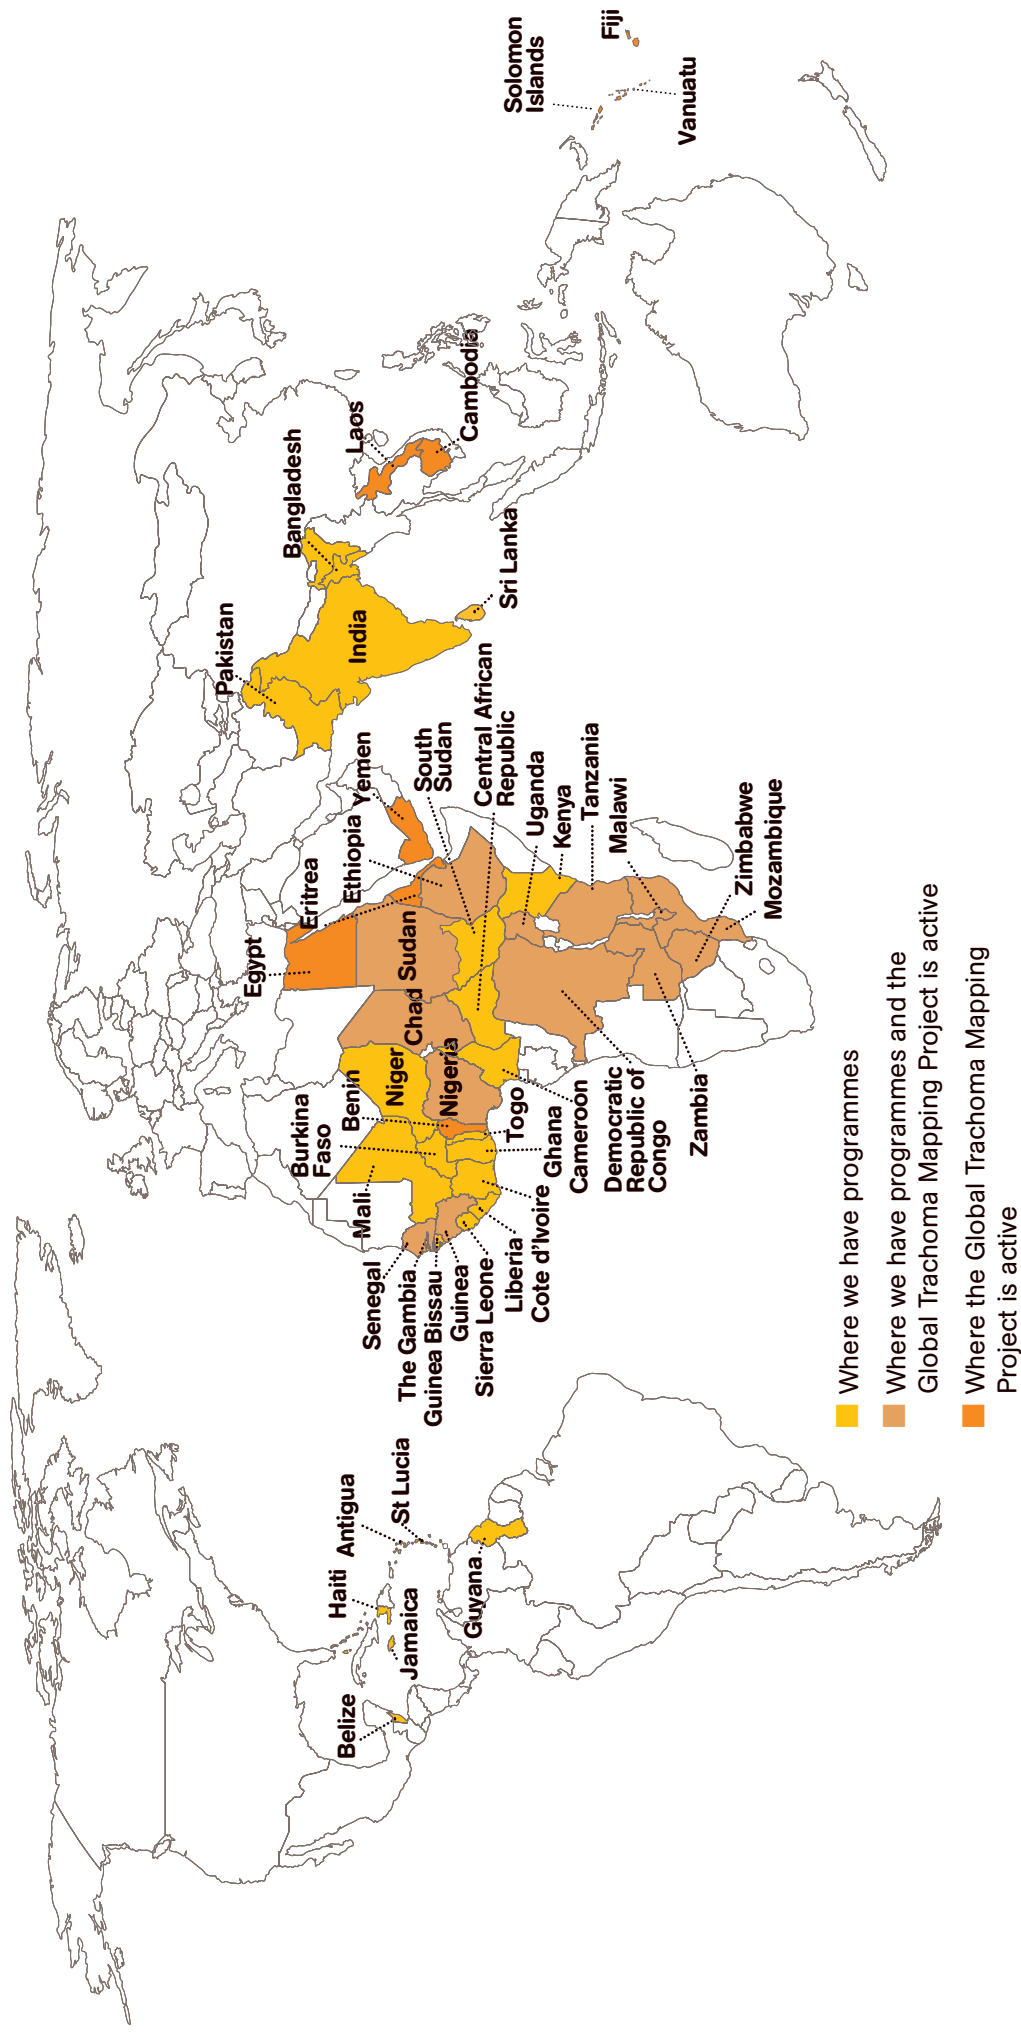 Belize
Haiti
Antigua
St Lucia
Jamaica
Guyana
Senegal
The Gambia
Guinea Bissau
Guinea
Sierra Leone
Liberia
Cote d'Ivoire
Mali
Burkina
Faso
Benin
Niger
Nigeria
Togo
Ghana
Cameroon
Democratic
Republic of
Congo
Zambia
Egypt
Eritrea
Ethiopia
Yemen
Chad
Sudan
South
Sudan
Central African
Republic
Uganda
Kenya
Tanzania
Malawi
Zimbabwe
Mozambique
Pakistan
India
Bangladesh
Sri Lanka
Laos
Cambodia
Solomon
Islands
Vanuatu
Fiji
Where we have programmes
Where we have programmes and the
Global Trachoma Mapping Project is active
Where the Global Trachoma Mapping
Project is active